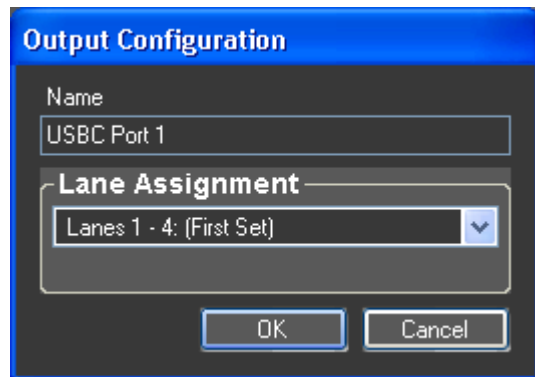 Output Configuration
Name
USBC Port 1
Lane Assignment
Lanes 1 - 4: (First Set)
OK
Cancel